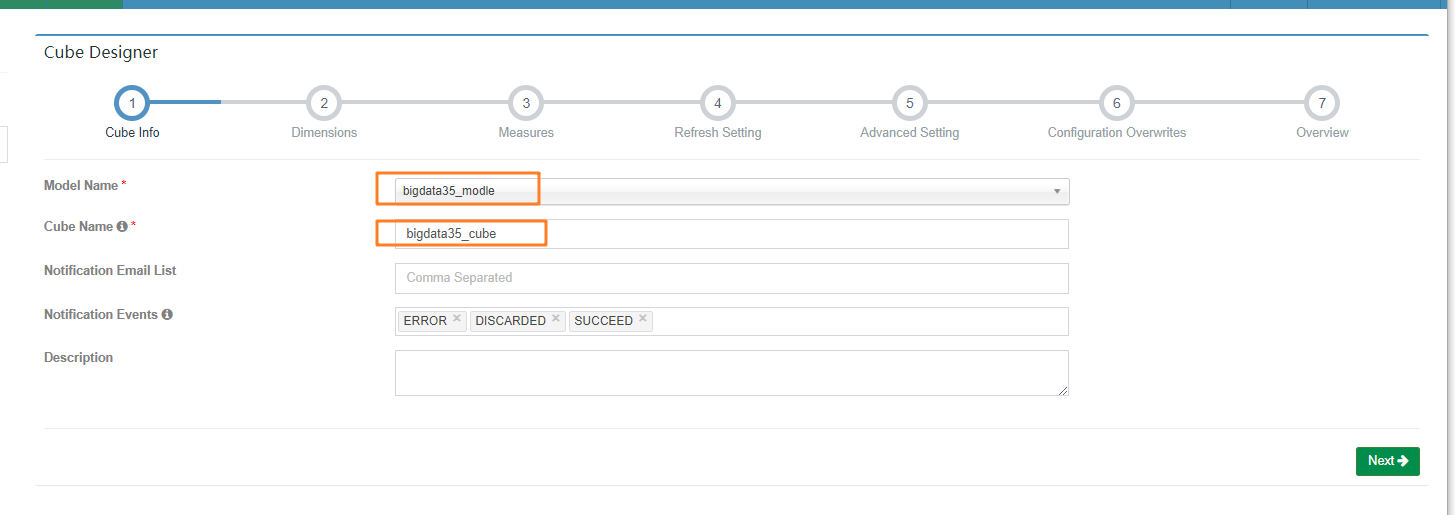 Cube Designer
1 2 3 4 5 6 7
Cube Info Dimensions Measures Refresh Setting Advanced Setting Configuration Overwrites Overview
Model Name * bigdata35_modle
Cube Name * bigdata35_cube
Notification Email List Comma Separated
Notification Events ERROR × DISCARDED × SUCCEED ×
Description
Next →